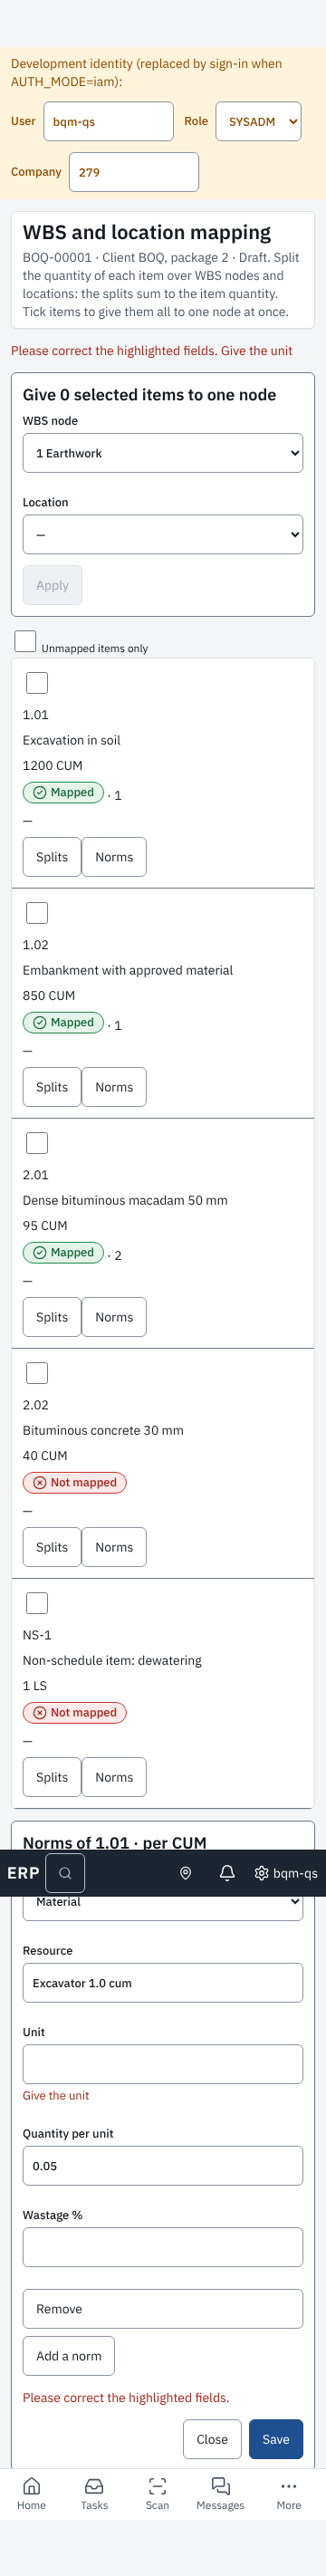 Development identity (replaced by sign-in when
AUTH_MODE=iam):
User bqm-qs Role SYSADM
Company 279
WBS and location mapping
BOQ-00001 · Client BOQ, package 2 · Draft. Split
the quantity of each item over WBS nodes and
locations: the splits sum to the item quantity.
Tick items to give them all to one node at once.
Please correct the highlighted fields. Give the unit
Give 0 selected items to one node
WBS node
1 Earthwork
Location
—
Apply
Unmapped items only
1.01
Excavation in soil
1200 CUM
Mapped · 1
—
Splits Norms
1.02
Embankment with approved material
850 CUM
Mapped · 1
—
Splits Norms
2.01
Dense bituminous macadam 50 mm
95 CUM
Mapped · 2
—
Splits Norms
2.02
Bituminous concrete 30 mm
40 CUM
Not mapped
—
Splits Norms
NS-1
Non-schedule item: dewatering
1 LS
Not mapped
—
Splits Norms
Norms of 1.01 · per CUM
ERP bqm-qs
Material
Resource
Excavator 1.0 cum
Unit
Give the unit
Quantity per unit
0.05
Wastage %
Remove
Add a norm
Please correct the highlighted fields.
Close Save
Home Tasks Scan Messages More